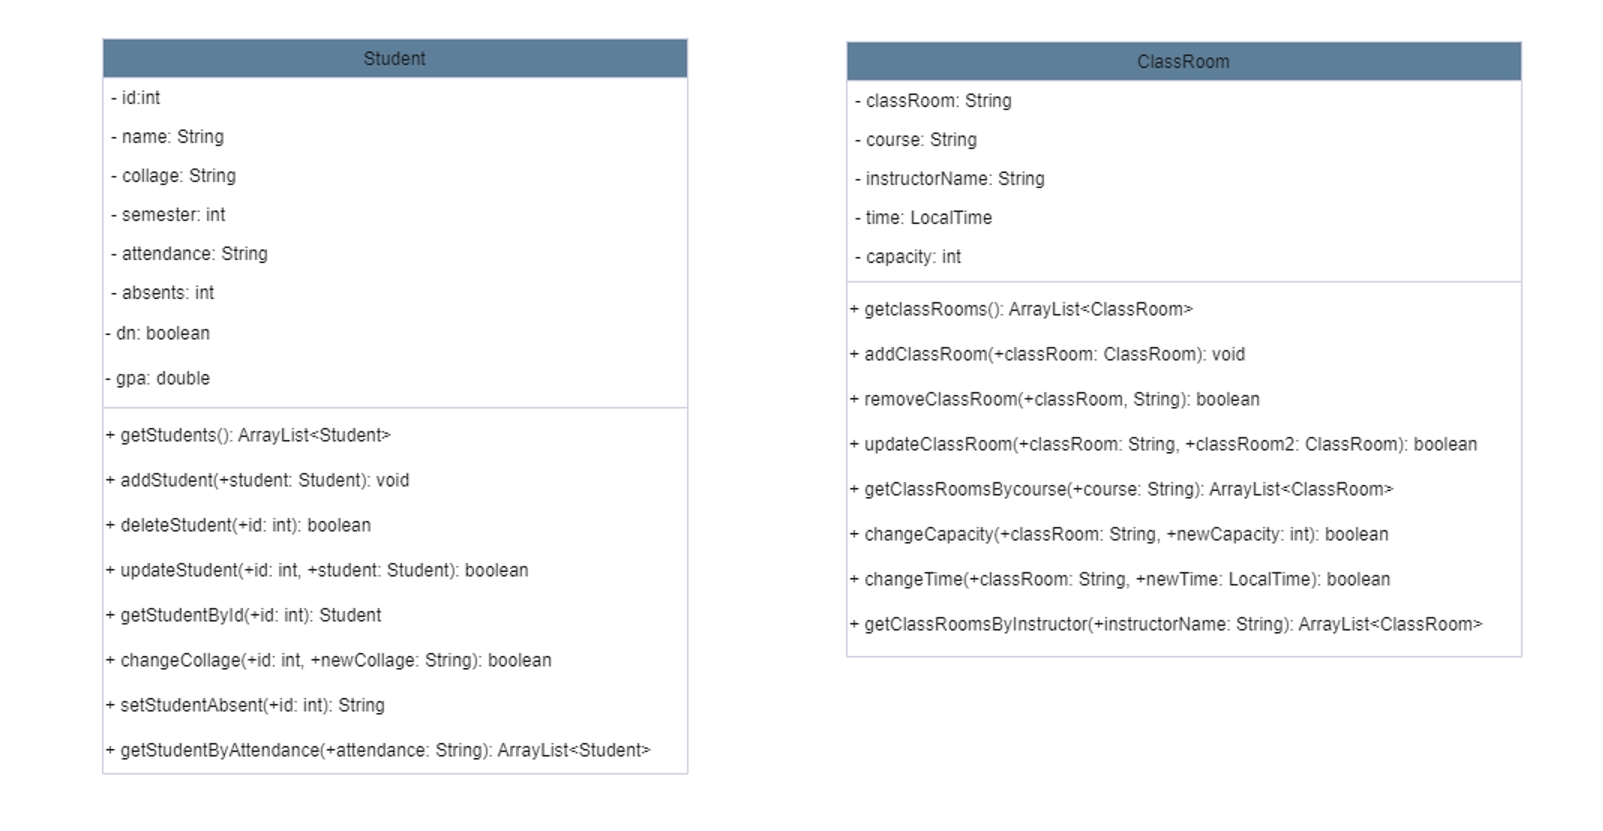 Student
- id:int
- name: String
- collage: String
- semester: int
- attendance: String
- absents: int
- dn: boolean
- gpa: double
+ getStudents(): ArrayList<Student>
+ addStudent(+student: Student): void
+ deleteStudent(+id: int): boolean
+ updateStudent(+id: int, +student: Student): boolean
+ getStudentById(+id: int): Student
+ changeCollage(+id: int, +newCollage: String): boolean
+ setStudentAbsent(+id: int): String
+ getStudentByAttendance(+attendance: String): ArrayList<Student>
ClassRoom
- classRoom: String
- course: String
- instructorName: String
- time: LocalTime
- capacity: int
+ getclassRooms(): ArrayList<ClassRoom>
+ addClassRoom(+classRoom: ClassRoom): void
+ removeClassRoom(+classRoom, String): boolean
+ updateClassRoom(+classRoom: String, +classRoom2: ClassRoom): boolean
+ getClassRoomsBycourse(+course: String): ArrayList<ClassRoom>
+ changeCapacity(+classRoom: String, +newCapacity: int): boolean
+ changeTime(+classRoom: String, +newTime: LocalTime): boolean
+ getClassRoomsByInstructor(+instructorName: String): ArrayList<ClassRoom>